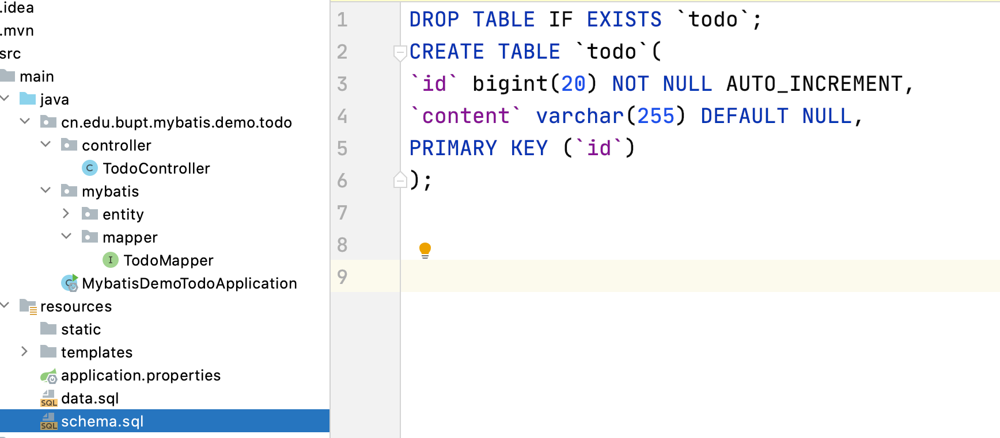 .idea
.mvn
src
main
java
cn.edu.bupt.mybatis.demo.todo
controller
C TodoController
mybatis
entity
mapper
I TodoMapper
C MybatisDemoTodoApplication
resources
static
templates
application.properties
SQL data.sql
SQL schema.sql
1 DROP TABLE IF EXISTS `todo`;
2 CREATE TABLE `todo`(
3 `id` bigint(20) NOT NULL AUTO_INCREMENT,
4 `content` varchar(255) DEFAULT NULL,
5 PRIMARY KEY (`id`)
6 );
7
8
9